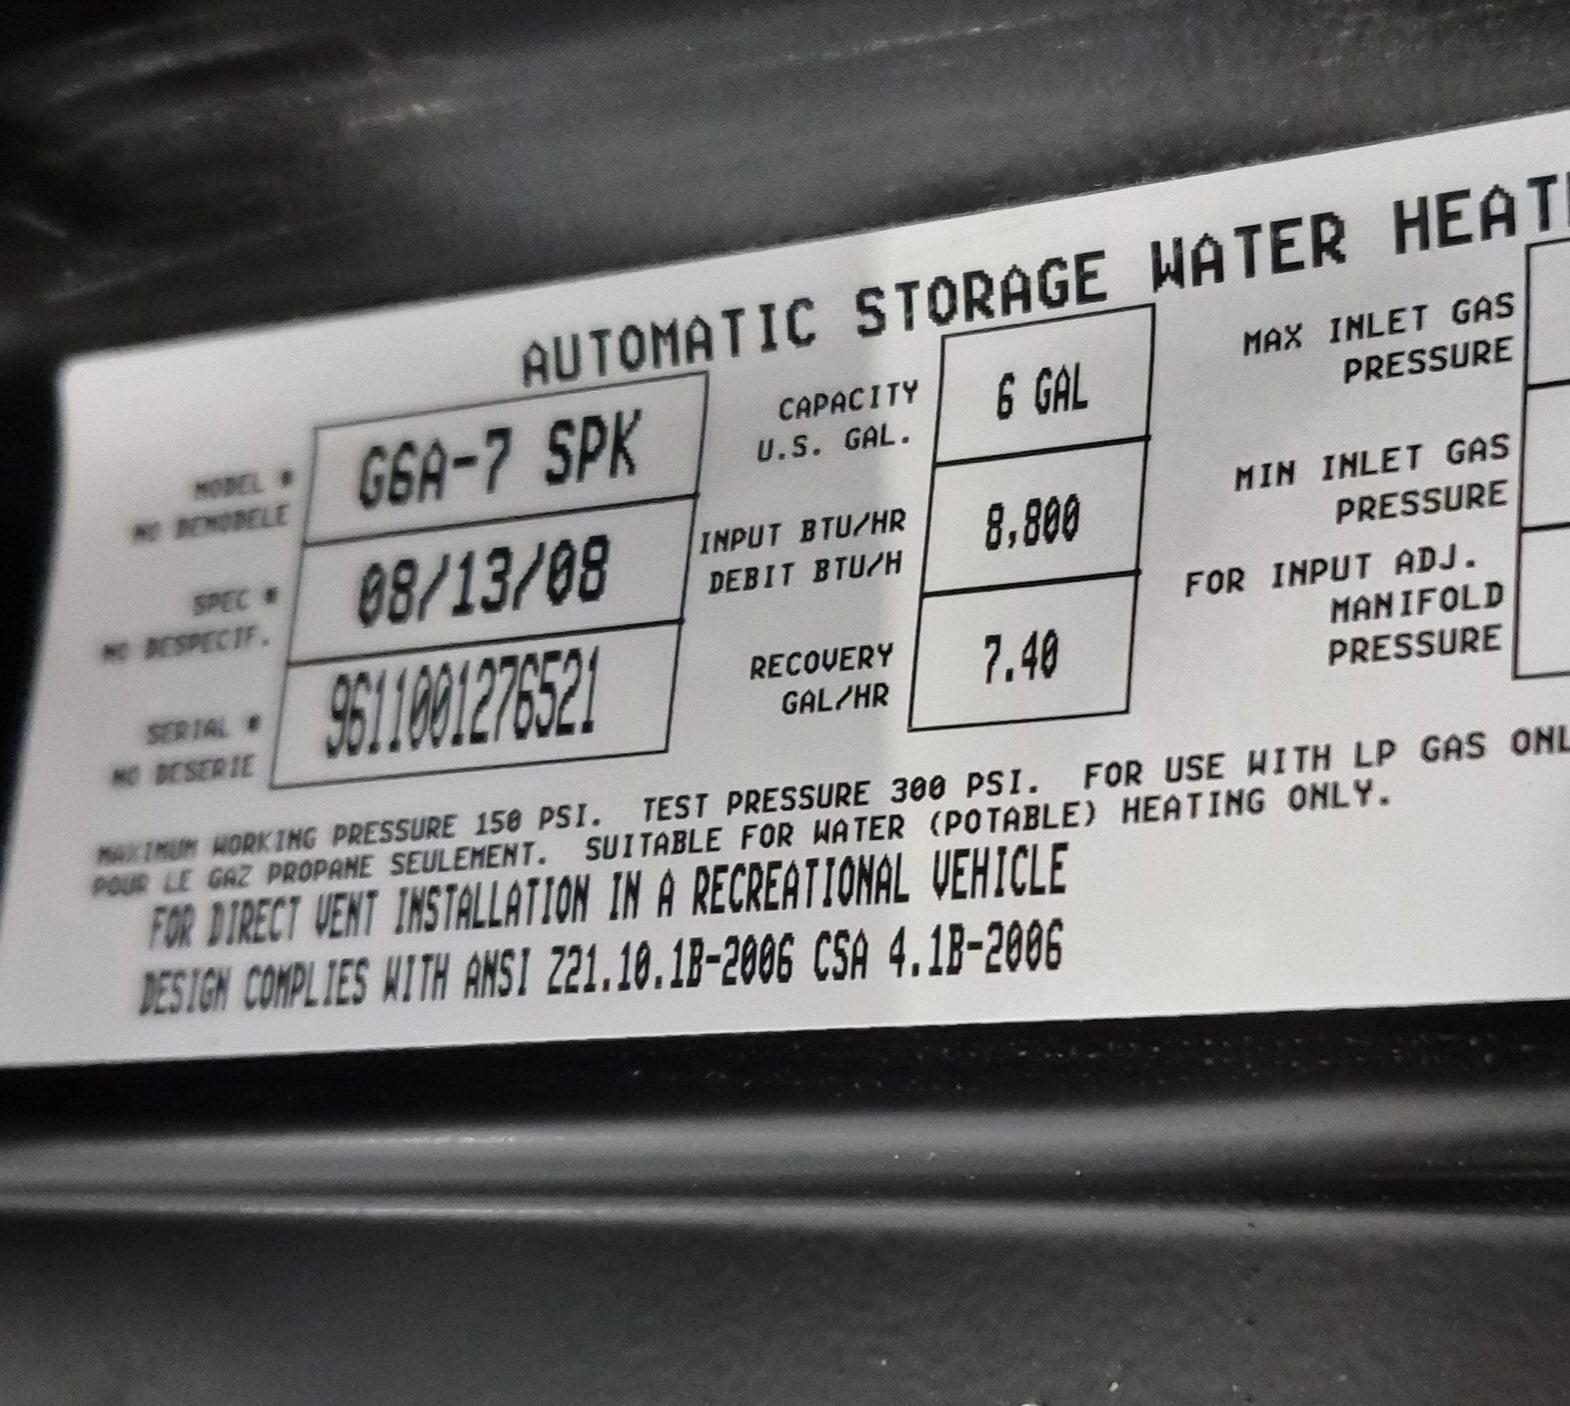 AUTOMATIC STORAGE WATER HEAT
MODEL # G6A-7 SPK
NO DEMODELE
SPEC # 08/13/08
NO DESPECIF.
SERIAL # 9611001276521
NO DESERIE
CAPACITY 6 GAL
U.S. GAL.
INPUT BTU/HR 8,800
DEBIT BTU/H
RECOVERY 7.40
GAL/HR
MAX INLET GAS
PRESSURE
MIN INLET GAS
PRESSURE
FOR INPUT ADJ.
MANIFOLD
PRESSURE
MAXIMUM WORKING PRESSURE 150 PSI. TEST PRESSURE 300 PSI. FOR USE WITH LP GAS ONL
POUR LE GAZ PROPANE SEULEMENT. SUITABLE FOR WATER (POTABLE) HEATING ONLY.
FOR DIRECT VENT INSTALLATION IN A RECREATIONAL VEHICLE
DESIGN COMPLIES WITH ANSI Z21.10.1B-2006 CSA 4.1B-2006